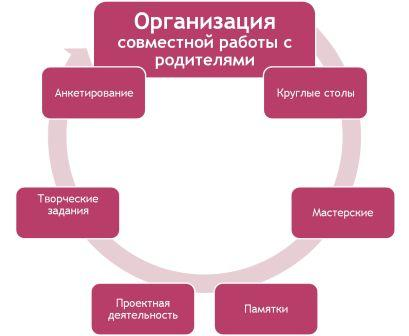 Организация
совместной работы с
родителями
Круглые столы
Мастерские
Памятки
Проектная
деятельность
Творческие
задания
Анкетирование